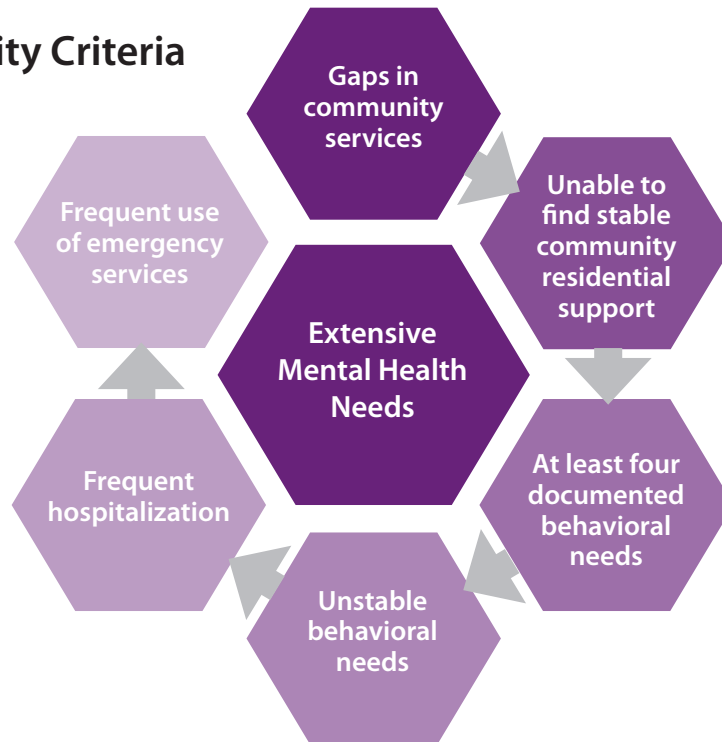 ity Criteria
Gaps in
community
services
Unable to
find stable
community
residential
support
At least four
documented
behavioral
needs
Unstable
behavioral
needs
Frequent
hospitalization
Frequent use
of emergency
services
Extensive
Mental Health
Needs